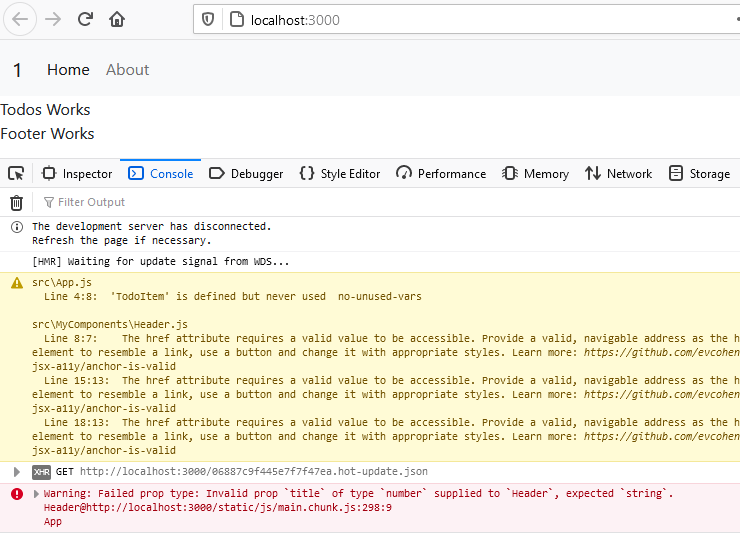 localhost:3000
1 Home About
Todos Works
Footer Works
Inspector Console Debugger Style Editor Performance Memory Network Storage
Filter Output
The development server has disconnected.
Refresh the page if necessary.
[HMR] Waiting for update signal from WDS...
src\App.js
Line 4:8: 'TodoItem' is defined but never used no-unused-vars
src\MyComponents\Header.js
Line 8:7: The href attribute requires a valid value to be accessible. Provide a valid, navigable address as the h
element to resemble a link, use a button and change it with appropriate styles. Learn more: https://github.com/evcohen
jsx-a11y/anchor-is-valid
Line 15:13: The href attribute requires a valid value to be accessible. Provide a valid, navigable address as the h
element to resemble a link, use a button and change it with appropriate styles. Learn more: https://github.com/evcohen
jsx-a11y/anchor-is-valid
Line 18:13: The href attribute requires a valid value to be accessible. Provide a valid, navigable address as the h
element to resemble a link, use a button and change it with appropriate styles. Learn more: https://github.com/evcohen
jsx-a11y/anchor-is-valid
XHR GET http://localhost:3000/06887c9f445e7f7f47ea.hot-update.json
Warning: Failed prop type: Invalid prop `title` of type `number` supplied to `Header`, expected `string`.
Header@http://localhost:3000/static/js/main.chunk.js:298:9
App